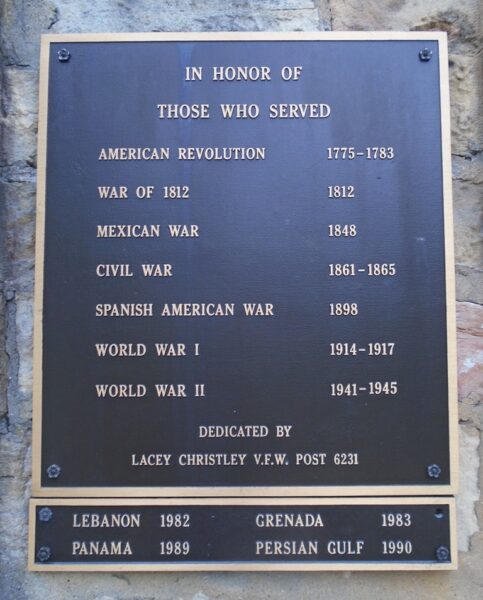 IN HONOR OF
THOSE WHO SERVED
AMERICAN REVOLUTION 1775-1783
WAR OF 1812 1812
MEXICAN WAR 1848
CIVIL WAR 1861-1865
SPANISH AMERICAN WAR 1898
WORLD WAR I 1914-1917
WORLD WAR II 1941-1945
DEDICATED BY
LACEY CHRISTLEY V.F.W. POST 6231
LEBANON 1982 GRENADA 1983
PANAMA 1989 PERSIAN GULF 1990